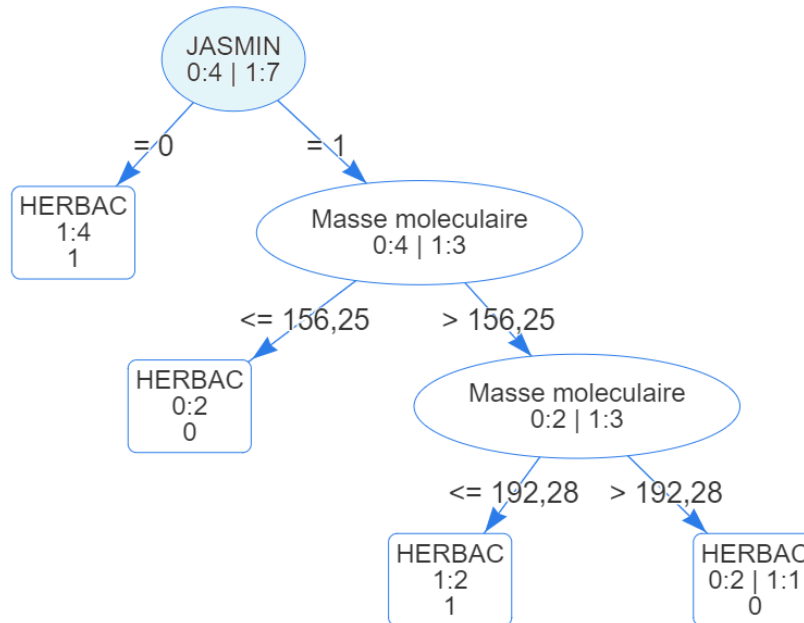 JASMIN
0:4 | 1:7
= 0
= 1
HERBAC
1:4
1
Masse moleculaire
0:4 | 1:3
<= 156,25
> 156,25
HERBAC
0:2
0
Masse moleculaire
0:2 | 1:3
<= 192,28
> 192,28
HERBAC
1:2
1
HERBAC
0:2 | 1:1
0